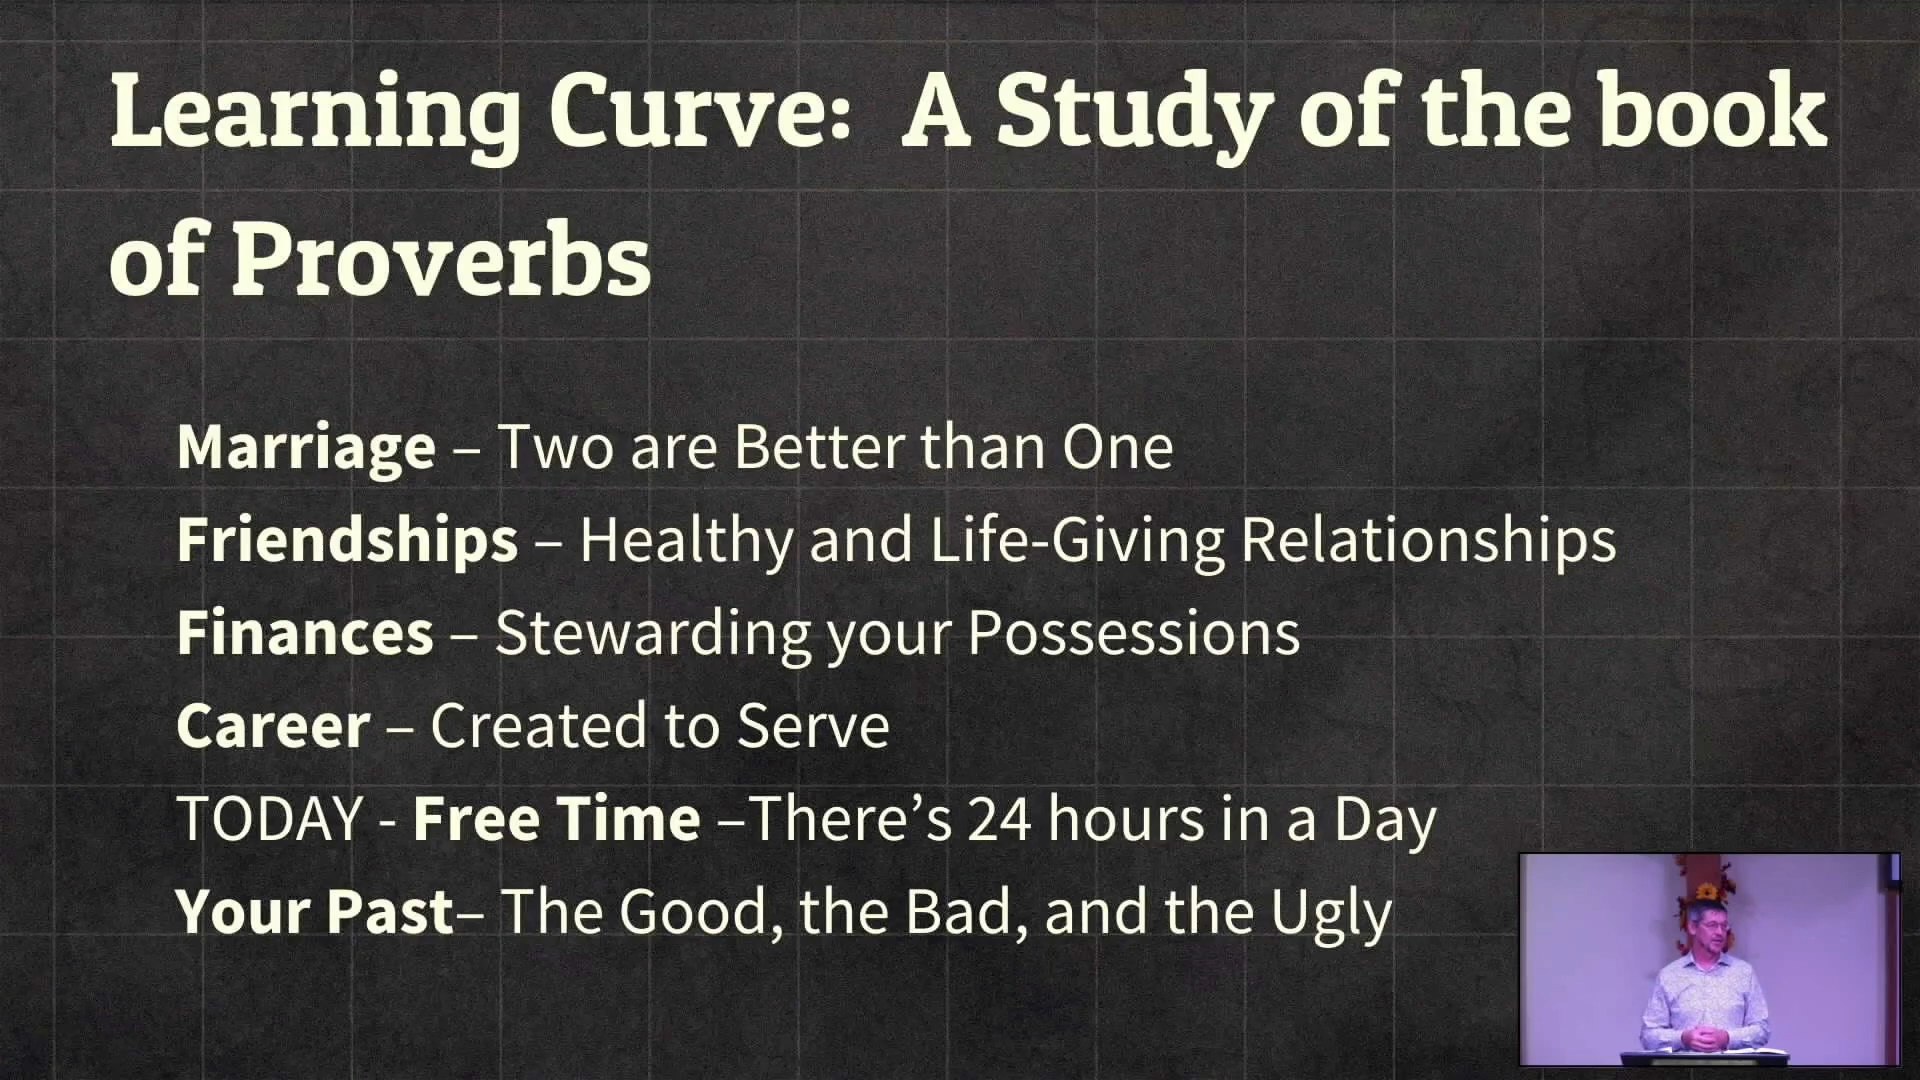 Learning Curve:  A Study of the book
of Proverbs
Marriage – Two are Better than One
Friendships – Healthy and Life-Giving Relationships
Finances – Stewarding your Possessions
Career – Created to Serve
TODAY - Free Time –There’s 24 hours in a Day
Your Past– The Good, the Bad, and the Ugly